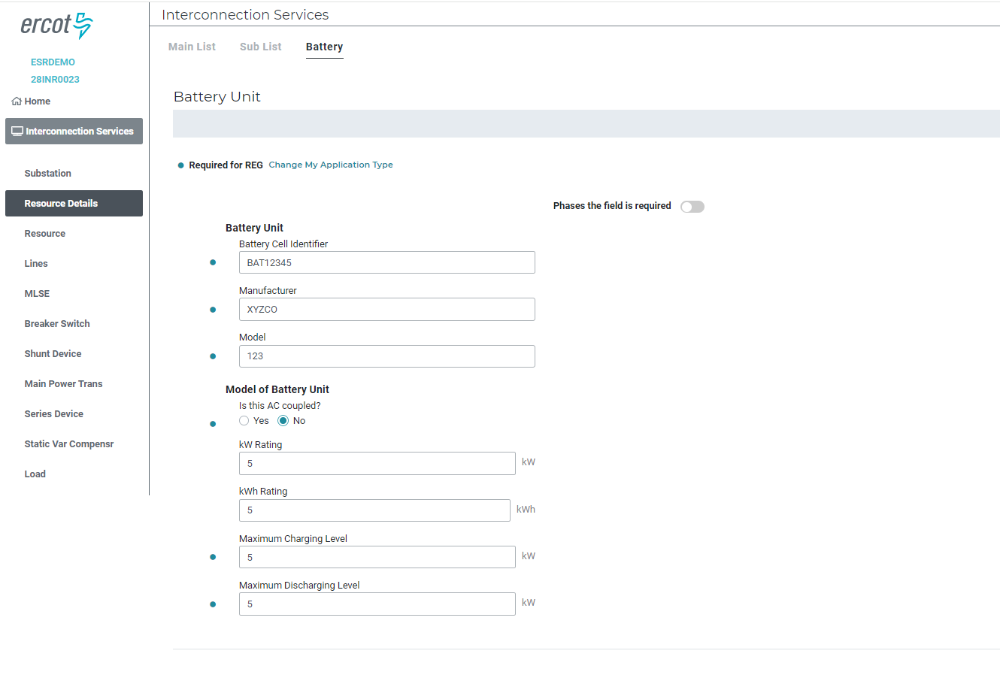 ercot
ESRDEMO
28INR0023
Home
Interconnection Services
Substation
Resource Details
Resource
Lines
MLSE
Breaker Switch
Shunt Device
Main Power Trans
Series Device
Static Var Compensr
Load
Interconnection Services
Main List Sub List Battery
Battery Unit
Required for REG Change My Application Type
Phases the field is required
Battery Unit
Battery Cell Identifier
BAT12345
Manufacturer
XYZCO
Model
123
Model of Battery Unit
Is this AC coupled?
Yes No
kW Rating
5 kW
kWh Rating
5 kWh
Maximum Charging Level
5 kW
Maximum Discharging Level
5 kW